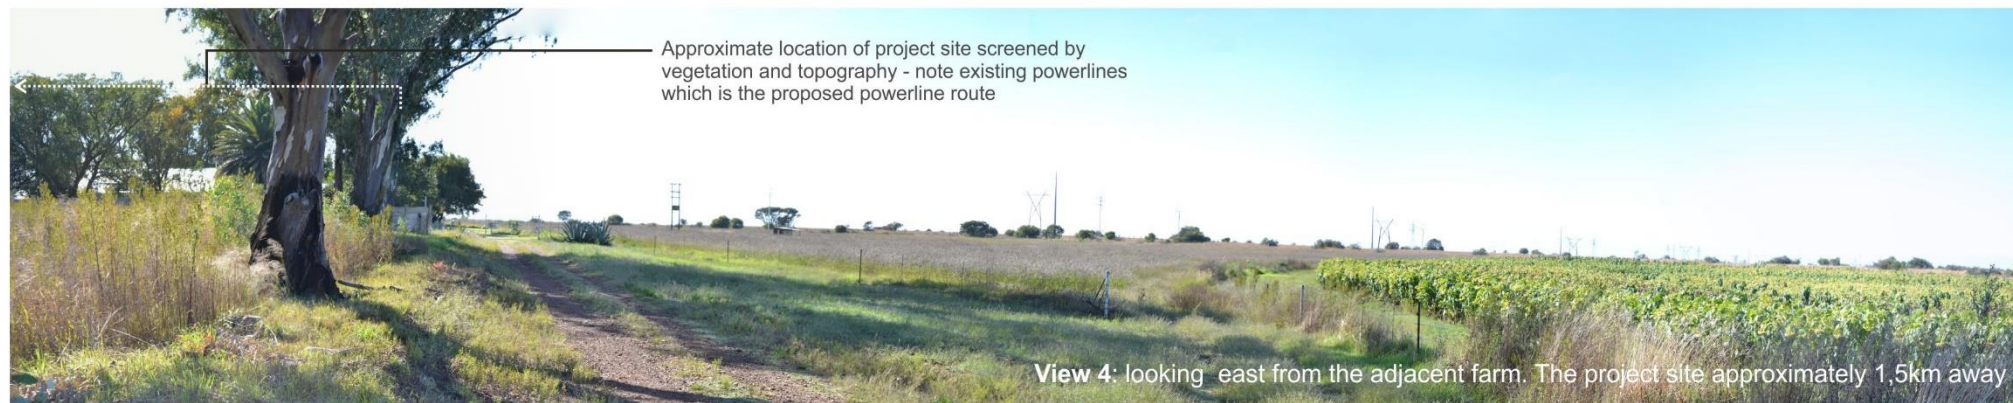 Approximate location of project site screened by
vegetation and topography - note existing powerlines
which is the proposed powerline route
View 4: looking east from the adjacent farm. The project site approximately 1,5km away